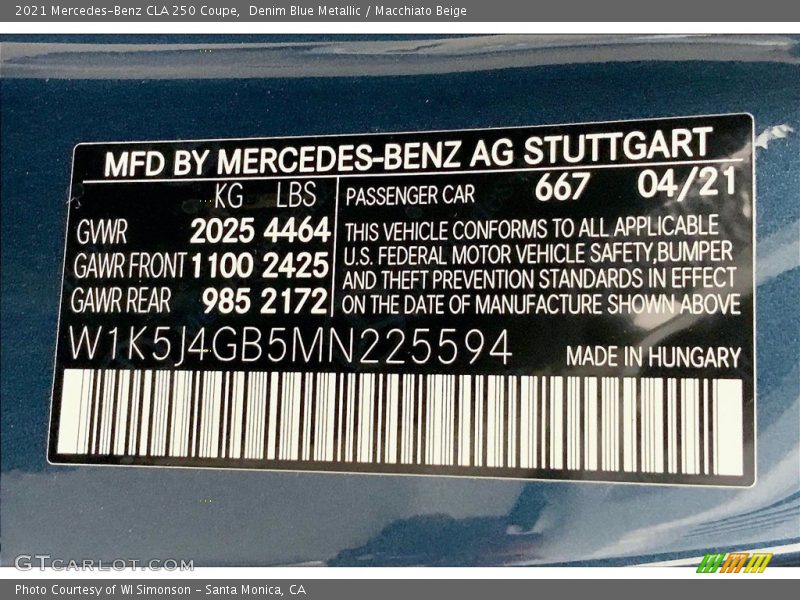 2021 Mercedes-Benz CLA 250 Coupe,  Denim Blue Metallic / Macchiato Beige
MFD BY MERCEDES-BENZ AG STUTTGART
KG LBS
GVWR 2025 4464
GAWR FRONT 1100 2425
GAWR REAR 985 2172
PASSENGER CAR 667 04/21
THIS VEHICLE CONFORMS TO ALL APPLICABLE
U.S. FEDERAL MOTOR VEHICLE SAFETY,BUMPER
AND THEFT PREVENTION STANDARDS IN EFFECT
ON THE DATE OF MANUFACTURE SHOWN ABOVE
W1K5J4GB5MN225594
MADE IN HUNGARY
GTCARLOT.COM
Photo Courtesy of WI Simonson - Santa Monica, CA